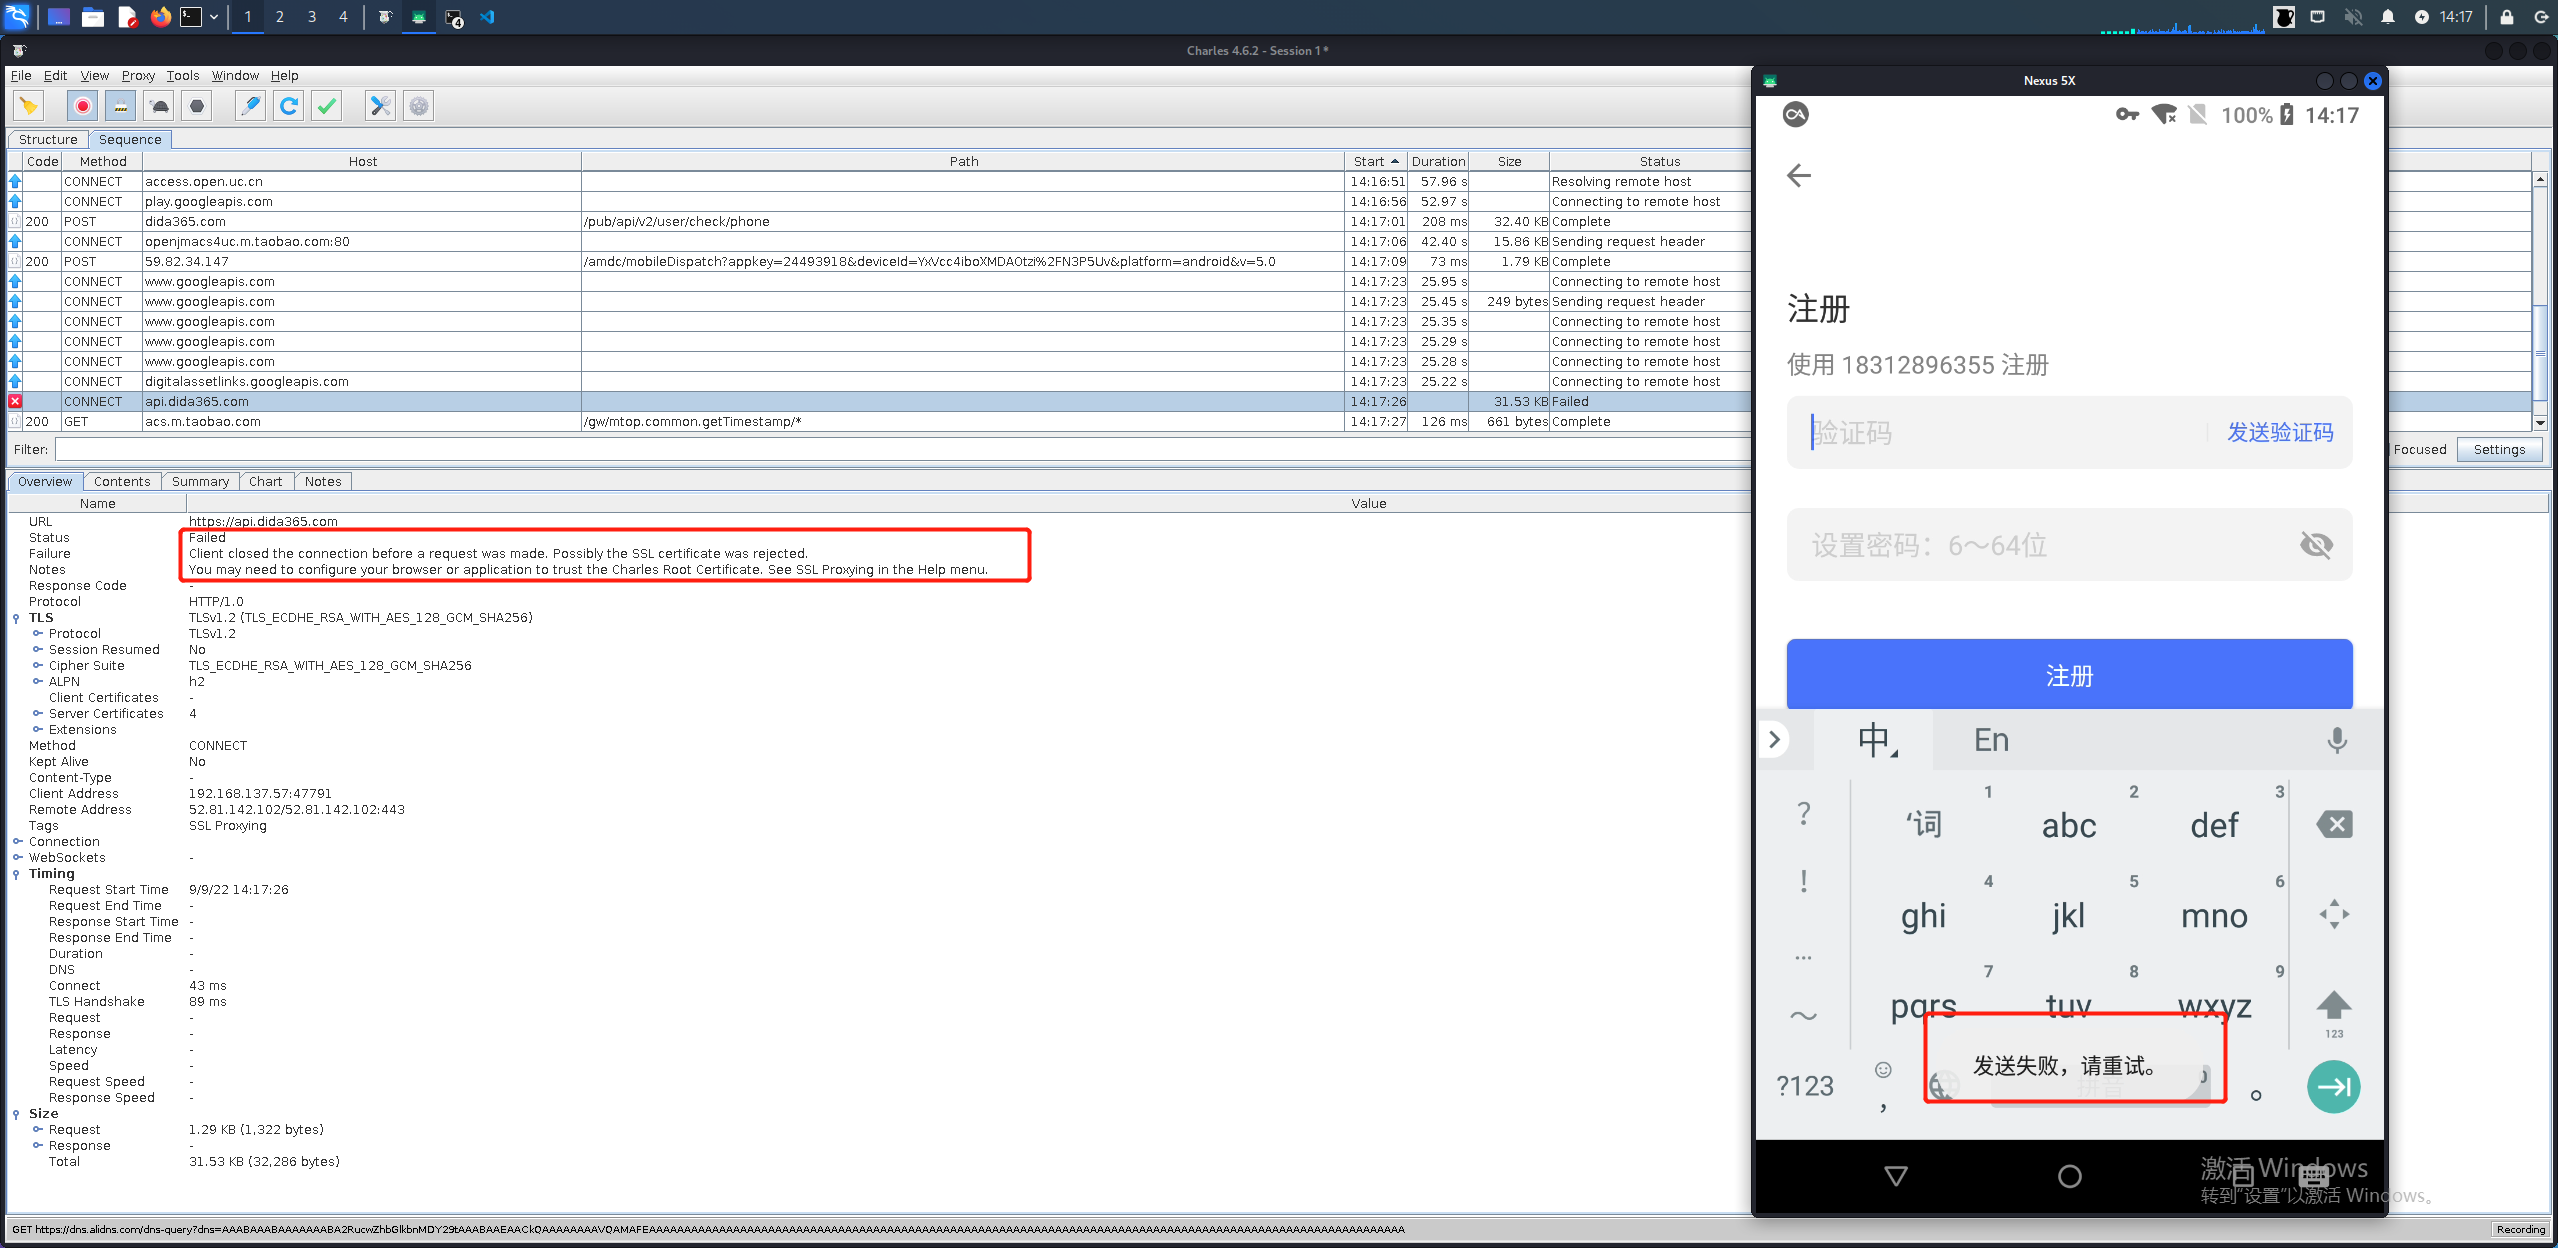 1 2 3 4
4
14:17
Charles 4.6.2 - Session 1 *
File Edit View Proxy Tools Window Help
Structure Sequence
Code Method Host Path Start Duration Size Status
CONNECT access.open.uc.cn 14:16:51 57.96 s Resolving remote host
CONNECT play.googleapis.com 14:16:56 52.97 s Connecting to remote host
200 POST dida365.com /pub/api/v2/user/check/phone 14:17:01 208 ms 32.40 KB Complete
CONNECT openjmacs4uc.m.taobao.com:80 14:17:06 42.40 s 15.86 KB Sending request header
200 POST 59.82.34.147 /amdc/mobileDispatch?appkey=24493918&deviceId=YxVcc4iboXMDAOtzi%2FN3P5Uv&platform=android&v=5.0 14:17:09 73 ms 1.79 KB Complete
CONNECT www.googleapis.com 14:17:23 25.95 s Connecting to remote host
CONNECT www.googleapis.com 14:17:23 25.45 s 249 bytes Sending request header
CONNECT www.googleapis.com 14:17:23 25.35 s Connecting to remote host
CONNECT www.googleapis.com 14:17:23 25.29 s Connecting to remote host
CONNECT www.googleapis.com 14:17:23 25.28 s Connecting to remote host
CONNECT digitalassetlinks.googleapis.com 14:17:23 25.22 s Connecting to remote host
CONNECT api.dida365.com 14:17:26 31.53 KB Failed
200 GET acs.m.taobao.com /gw/mtop.common.getTimestamp/* 14:17:27 126 ms 661 bytes Complete
Filter: Focused Settings
Overview Contents Summary Chart Notes
Name Value
URL https://api.dida365.com
Status Failed
Failure Client closed the connection before a request was made. Possibly the SSL certificate was rejected.
Notes You may need to configure your browser or application to trust the Charles Root Certificate. See SSL Proxying in the Help menu.
Response Code -
Protocol HTTP/1.0
TLS TLSv1.2 (TLS_ECDHE_RSA_WITH_AES_128_GCM_SHA256)
Protocol TLSv1.2
Session Resumed No
Cipher Suite TLS_ECDHE_RSA_WITH_AES_128_GCM_SHA256
ALPN h2
Client Certificates -
Server Certificates 4
Extensions
Method CONNECT
Kept Alive No
Content-Type -
Client Address 192.168.137.57:47791
Remote Address 52.81.142.102/52.81.142.102:443
Tags SSL Proxying
Connection
WebSockets -
Timing
Request Start Time 9/9/22 14:17:26
Request End Time -
Response Start Time -
Response End Time -
Duration -
DNS -
Connect 43 ms
TLS Handshake 89 ms
Request -
Response -
Latency -
Speed -
Request Speed -
Response Speed -
Size
Request 1.29 KB (1,322 bytes)
Response -
Total 31.53 KB (32,286 bytes)
Recording
Nexus 5X
CA 100% 14:17
注册
使用 18312896355 注册
验证码 发送验证码
设置密码：6～64位
注册
中 En
1 2 3
? '词 abc def
4 5 6
! ghi jkl mno
7 8 9
... pqrs tuv wxyz
～ 123
发送失败，请重试。
?123 , 拼音 。
激活 Windows
转到"设置"以激活 Windows。